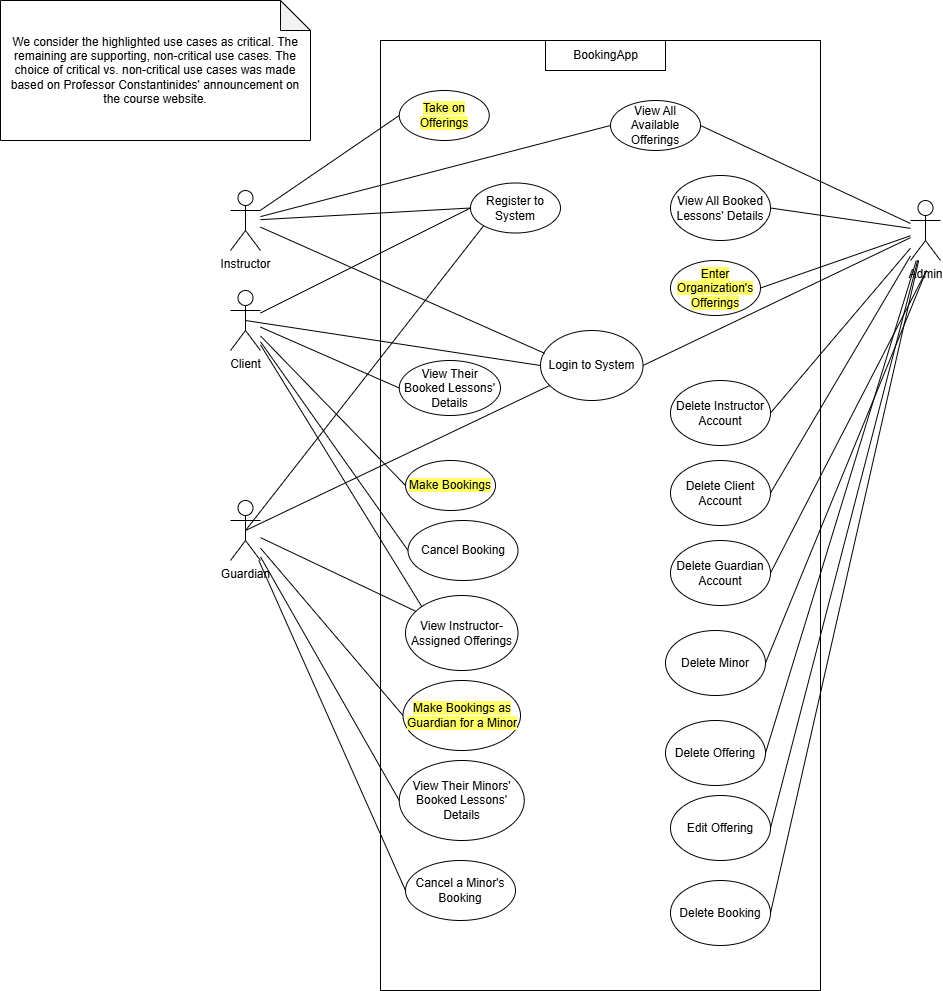 We consider the highlighted use cases as critical. The
remaining are supporting, non-critical use cases. The
choice of critical vs. non-critical use cases was made
based on Professor Constantinides' announcement on
the course website.
BookingApp
Take on
Offerings
View All
Available
Offerings
Register to
System
View All Booked
Lessons' Details
Instructor
Admin
Enter
Organization's
Offerings
Client
Login to System
View Their
Booked Lessons'
Details
Delete Instructor
Account
Make Bookings
Delete Client
Account
Cancel Booking
Guardian
Delete Guardian
Account
View Instructor-
Assigned Offerings
Delete Minor
Make Bookings as
Guardian for a Minor
Delete Offering
View Their Minors'
Booked Lessons'
Details
Edit Offering
Cancel a Minor's
Booking
Delete Booking